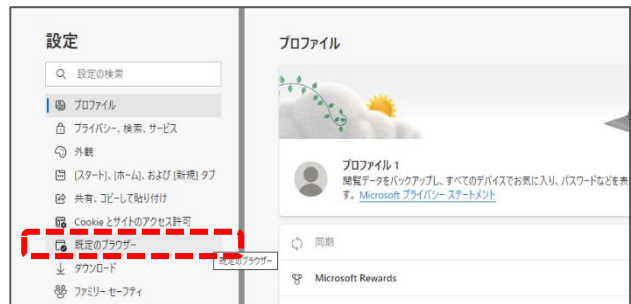 設定
設定の検索
プロファイル
プライバシー、検索、サービス
外観
[スタート]、[ホーム]、および [新規] タブ
共有、コピーして貼り付け
Cookie とサイトのアクセス許可
既定のブラウザー
既定のブラウザー
ダウンロード
ファミリー セーフティ
プロファイル
プロファイル 1
閲覧データをバックアップし、すべてのデバイスでお気に入り、パスワードなどを表
す。Microsoft プライバシー ステートメント
同期
Microsoft Rewards